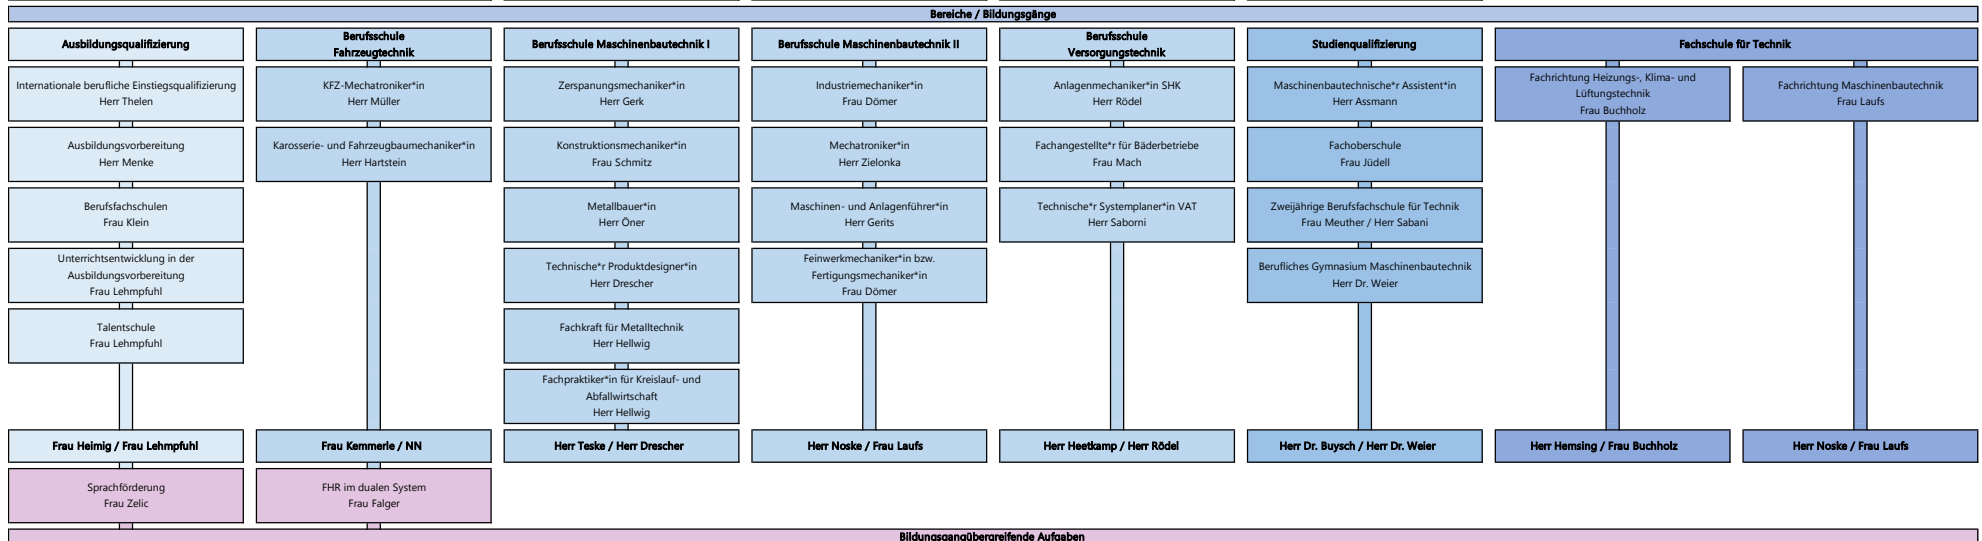 Bereiche / Bildungsgänge
Ausbildungsqualifizierung
Internationale berufliche Einstiegsqualifizierung
Herr Thelen
Ausbildungsvorbereitung
Herr Menke
Berufsfachschulen
Frau Klein
Unterrichtsentwicklung in der
Ausbildungsvorbereitung
Frau Lehmpfuhl
Talentschule
Frau Lehmpfuhl
Frau Heimig / Frau Lehmpfuhl
Sprachförderung
Frau Zelic
Berufsschule
Fahrzeugtechnik
KFZ-Mechatroniker*in
Herr Müller
Karosserie- und Fahrzeugbaumechaniker*in
Herr Hartstein
Frau Kemmerle / NN
FHR im dualen System
Frau Falger
Berufsschule Maschinenbautechnik I
Zerspanungsmechaniker*in
Herr Gerk
Konstruktionsmechaniker*in
Frau Schmitz
Metallbauer*in
Herr Öner
Technische*r Produktdesigner*in
Herr Drescher
Fachkraft für Metalltechnik
Herr Hellwig
Fachpraktiker*in für Kreislauf- und
Abfallwirtschaft
Herr Hellwig
Herr Teske / Herr Drescher
Berufsschule Maschinenbautechnik II
Industriemechaniker*in
Frau Dömer
Mechatroniker*in
Herr Zielonka
Maschinen- und Anlagenführer*in
Herr Gerits
Feinwerkmechaniker*in bzw.
Fertigungsmechaniker*in
Frau Dömer
Herr Noske / Frau Laufs
Berufsschule
Versorgungstechnik
Anlagenmechaniker*in SHK
Herr Rödel
Fachangestellte*r für Bäderbetriebe
Frau Mach
Technische*r Systemplaner*in VAT
Herr Saborni
Herr Heetkamp / Herr Rödel
Studienqualifizierung
Maschinenbautechnische*r Assistent*in
Herr Assmann
Fachoberschule
Frau Jüdell
Zweijährige Berufsfachschule für Technik
Frau Meuther / Herr Sabani
Berufliches Gymnasium Maschinenbautechnik
Herr Dr. Weier
Herr Dr. Buysch / Herr Dr. Weier
Fachschule für Technik
Fachrichtung Heizungs-, Klima- und
Lüftungstechnik
Frau Buchholz
Herr Hemsing / Frau Buchholz
Fachrichtung Maschinenbautechnik
Frau Laufs
Herr Noske / Frau Laufs
Bildungsgangübergreifende Aufgaben